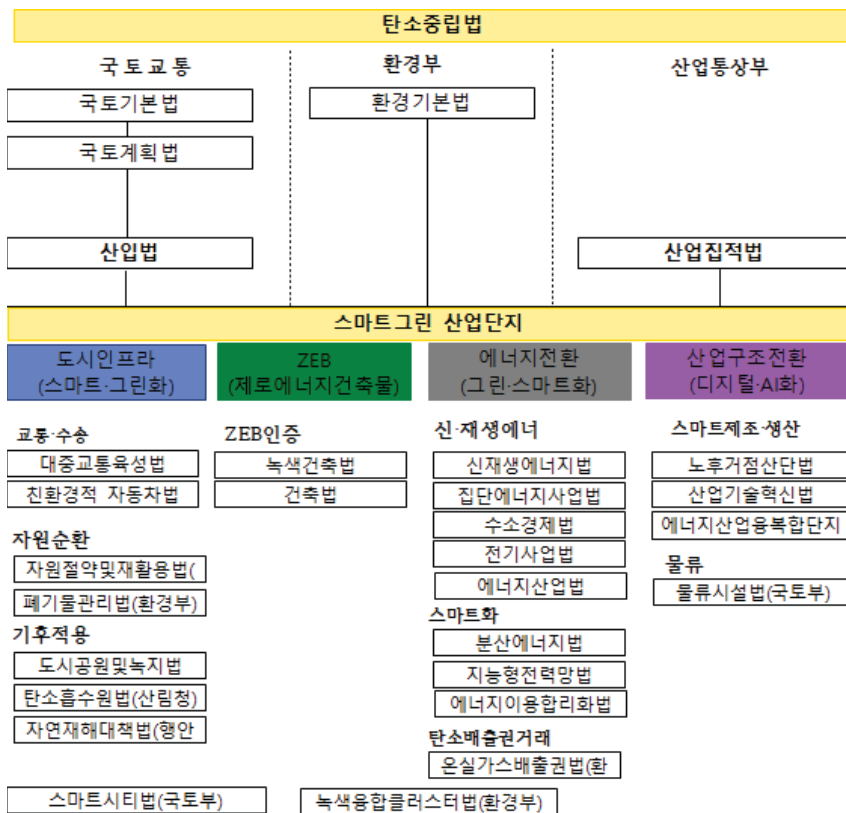 탄소중립법
국토교통
환경부
산업통상부
국토기본법
환경기본법
국토계획법
산입법
산업집적법
스마트그린 산업단지
도시인프라
(스마트·그린화)
ZEB
(제로에너지건축물)
에너지전환
(그린·스마트화)
산업구조전환
(디지털·AI화)
교통·수송
대중교통육성법
친환경적 자동차법
자원순환
자원절약및재활용법(
폐기물관리법(환경부)
기후적용
도시공원및녹지법
탄소흡수원법(산림청)
자연재해대책법(행안
ZEB인증
녹색건축법
건축법
신·재생에너
신재생에너지법
집단에너지사업법
수소경제법
전기사업법
에너지산업법
스마트화
분산에너지법
지능형전력망법
에너지이용합리화법
탄소배출권거래
온실가스배출권법(환
스마트제조·생산
노후거점산단법
산업기술혁신법
에너지산업융복합단지
물류
물류시설법(국토부)
스마트시티법(국토부)
녹색융합클러스터법(환경부)